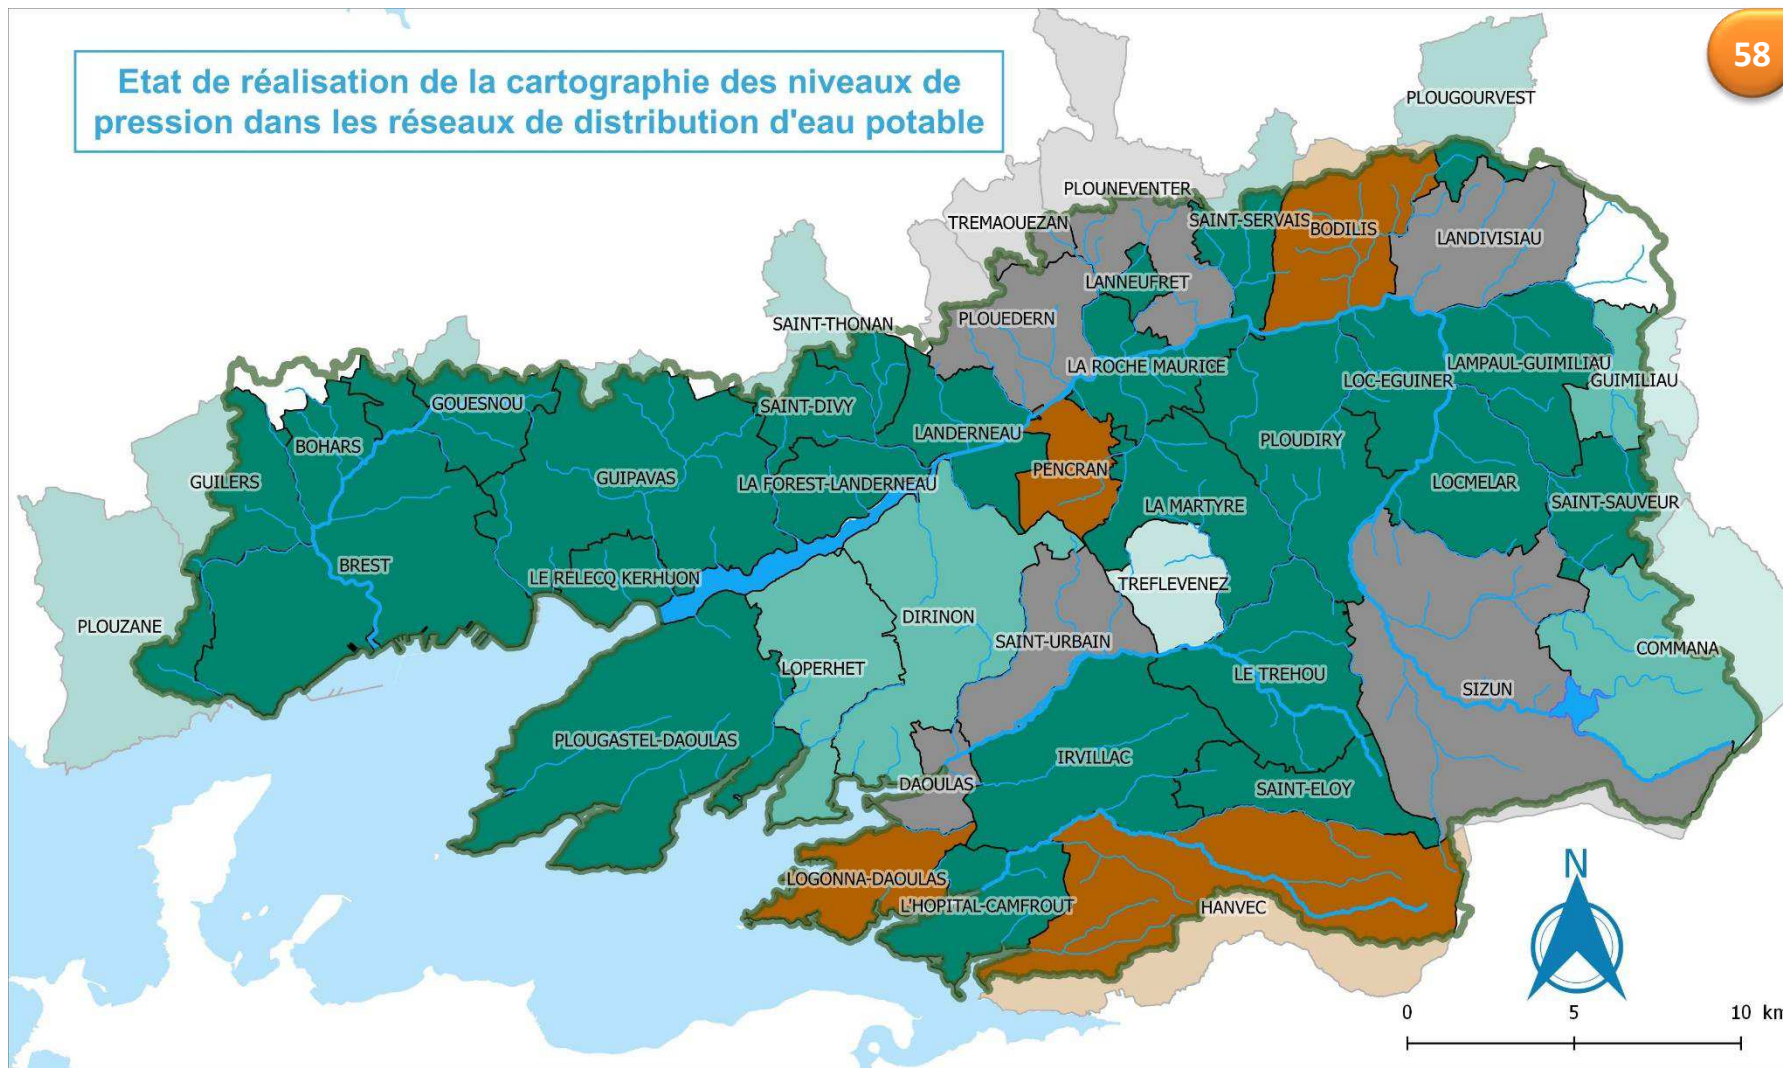 58
Etat de réalisation de la cartographie des niveaux de
pression dans les réseaux de distribution d'eau potable
PLOUGOURVEST
PLOUNEVENTER
TREMAOUEZAN
SAINT-SERVAIS
BODILIS
LANDIVISIAU
LANNEUFRET
PLOUEDERN
SAINT-THONAN
LA ROCHE MAURICE
LAMPAUL-GUIMILIAU
LOC-EGUINER
GUIMILIAU
GOUESNOU
SAINT-DIVY
BOHARS
LANDERNEAU
PLOUDIRY
PENCRAN
GUIPAVAS
GUILERS
LA FOREST-LANDERNEAU
LOCMELAR
LA MARTYRE
SAINT-SAUVEUR
BREST
LE RELECQ KERHUON
TREFLEVENEZ
DIRINON
PLOUZANE
SAINT-URBAIN
COMMANA
LOPERHET
LE TREHOU
SIZUN
PLOUGASTEL-DAOULAS
IRVILLAC
DAOULAS
SAINT-ELOY
LOGONNA-DAOULAS
L'HOPITAL-CAMFROUT
HANVEC
N
0 5 10 km